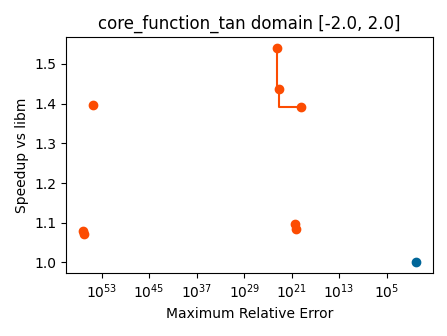 core_function_tan domain [-2.0, 2.0]
Speedup vs libm
1.5
1.4
1.3
1.2
1.1
1.0
10^53 10^45 10^37 10^29 10^21 10^13 10^5
Maximum Relative Error